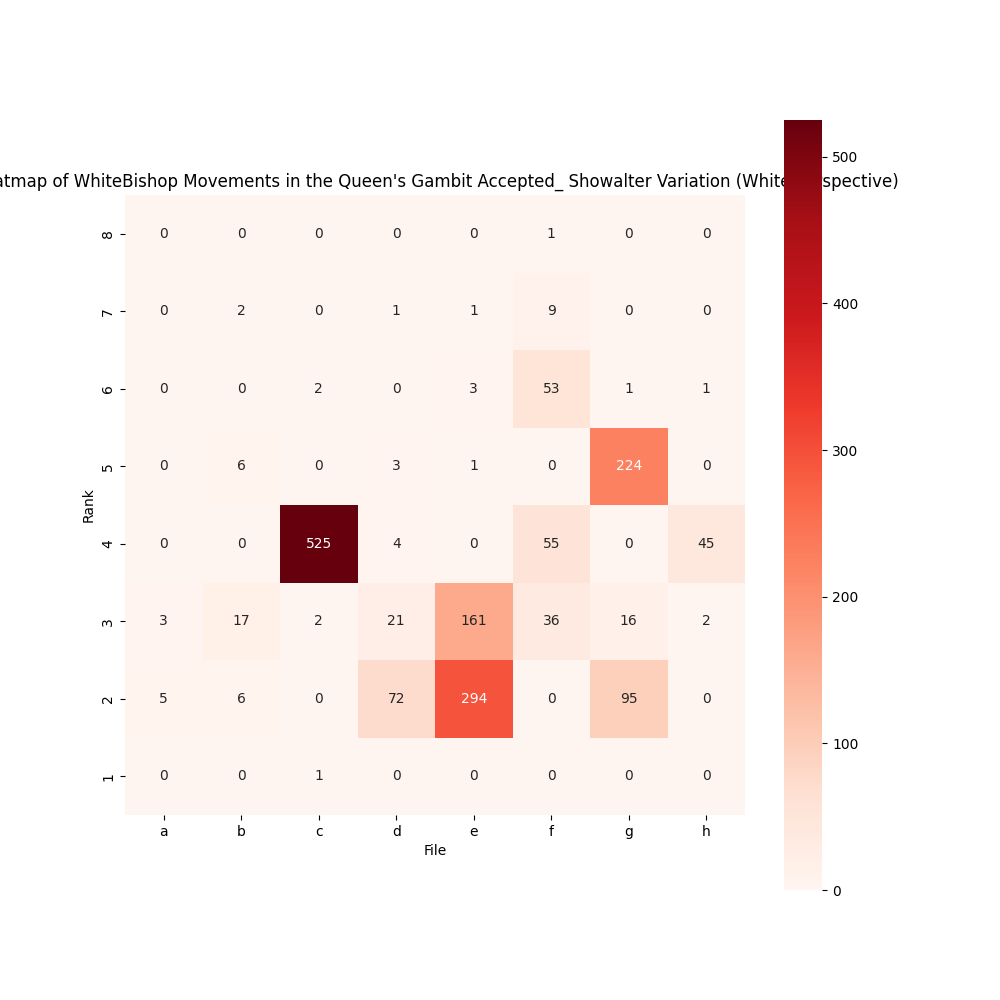 atmap of WhiteBishop Movements in the Queen's Gambit Accepted_ Showalter Variation (White spective)
500
400
300
200
100
0
Rank
8 0 0 0 0 0 1 0 0
7 0 2 0 1 1 9 0 0
6 0 0 2 0 3 53 1 1
5 0 6 0 3 1 0 224 0
4 0 0 525 4 0 55 0 45
3 3 17 2 21 161 36 16 2
2 5 6 0 72 294 0 95 0
1 0 0 1 0 0 0 0 0
a b c d e f g h
File